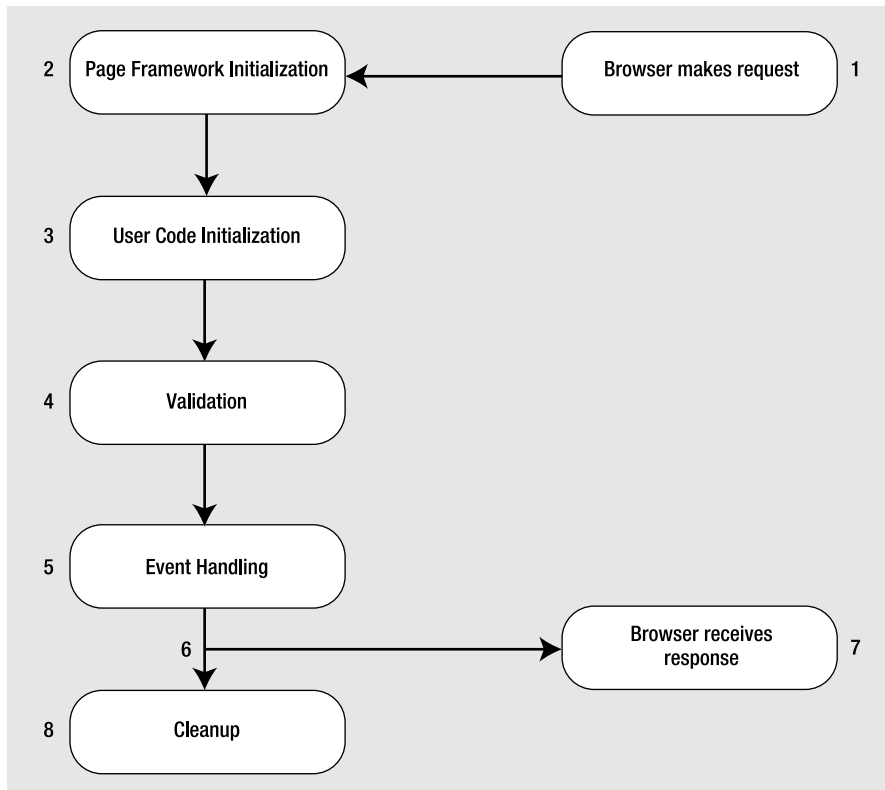 2
Page Framework Initialization
Browser makes request
1
3
User Code Initialization
4
Validation
5
Event Handling
6
Browser receives
response
7
8
Cleanup